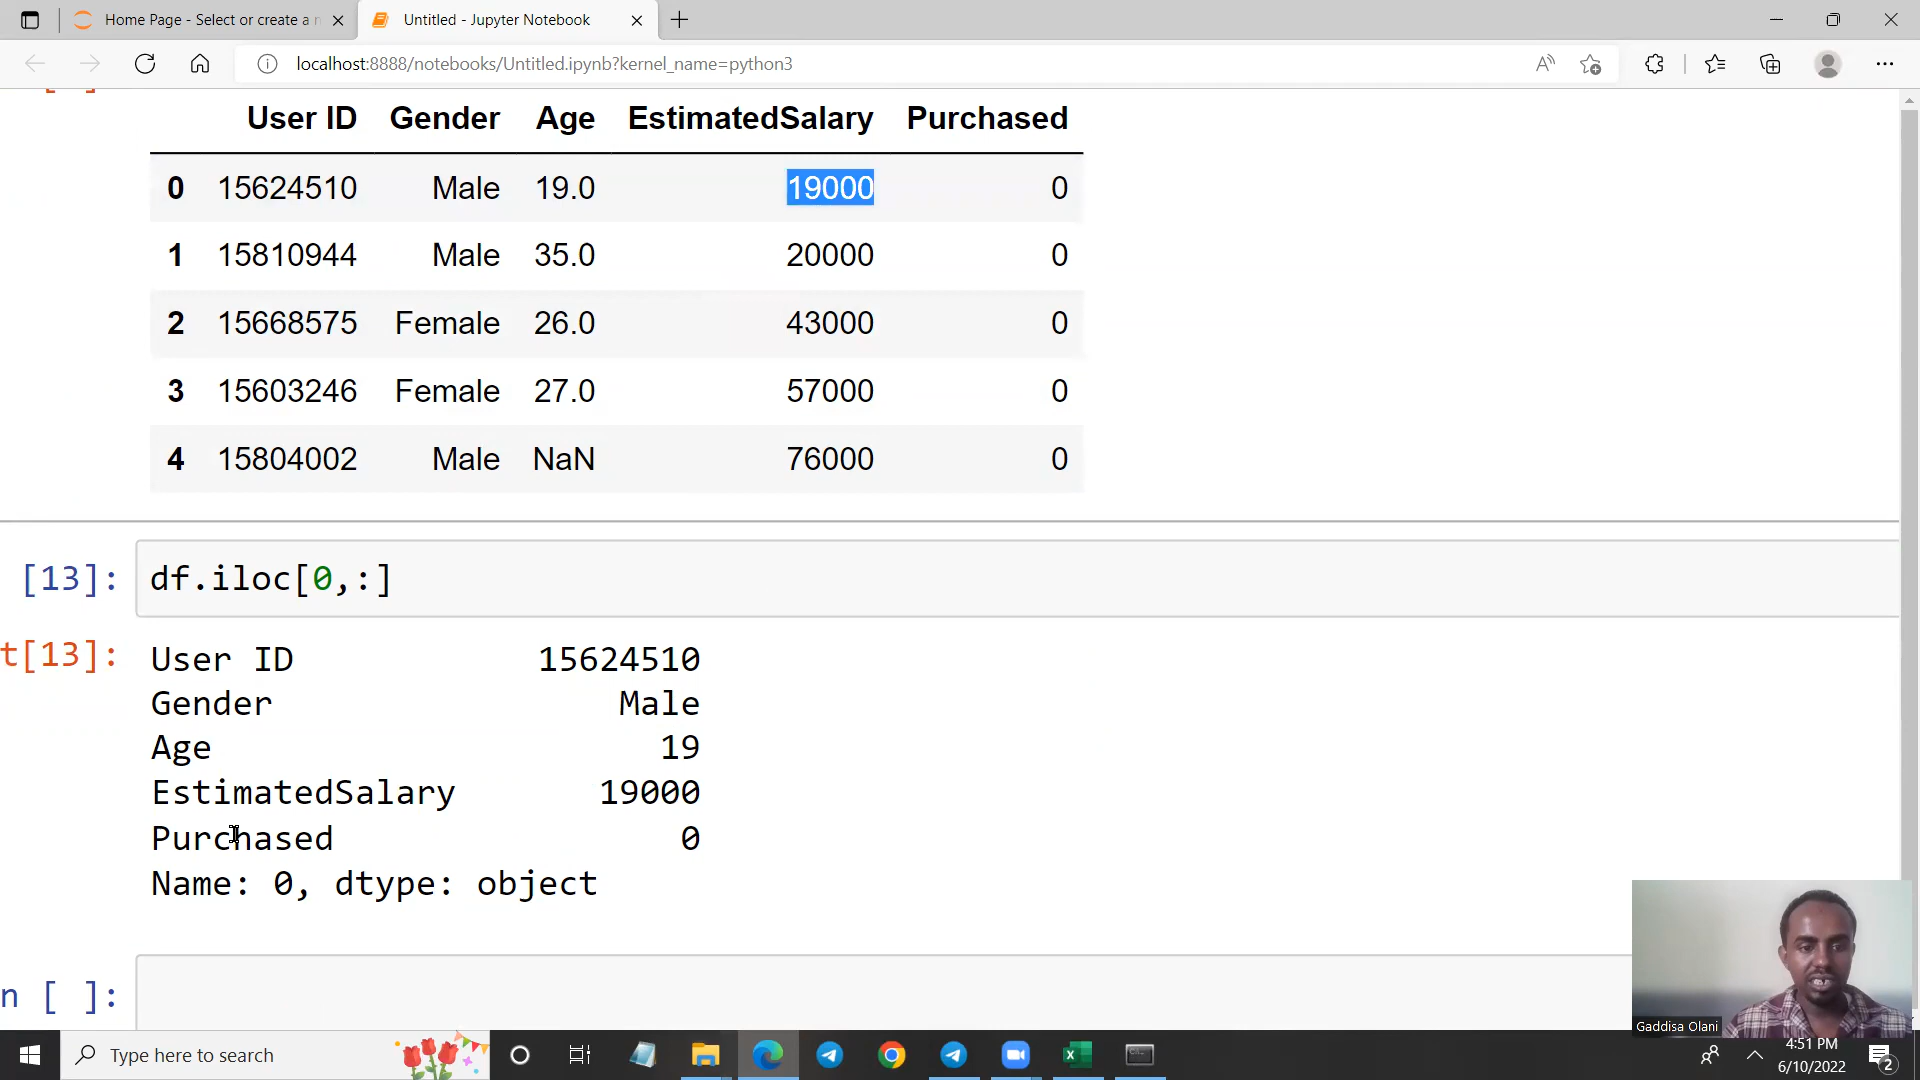 Home Page - Select or create a n
Untitled - Jupyter Notebook
localhost:8888/notebooks/Untitled.ipynb?kernel_name=python3
User ID Gender Age EstimatedSalary Purchased
0 15624510 Male 19.0 19000 0
1 15810944 Male 35.0 20000 0
2 15668575 Female 26.0 43000 0
3 15603246 Female 27.0 57000 0
4 15804002 Male NaN 76000 0
[13]: df.iloc[0,:]
t[13]: User ID 15624510
Gender Male
Age 19
EstimatedSalary 19000
Purchased 0
Name: 0, dtype: object
n [ ]:
Gaddisa Olani
Type here to search
4:51 PM
6/10/2022
2